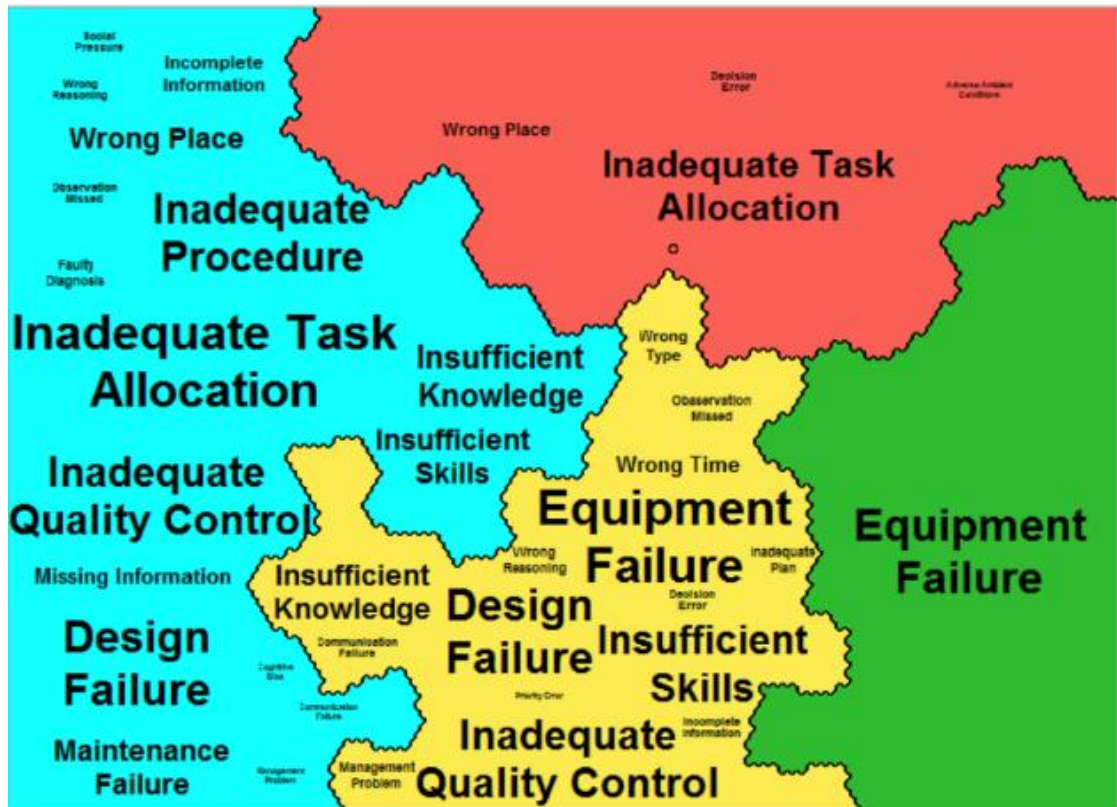 Social
Pressure
Incomplete
Information
Wrong
Reasoning
Wrong Place
Observation
Missed
Inadequate
Procedure
Faulty
Diagnosis
Inadequate Task
Allocation
Insufficient
Knowledge
Insufficient
Skills
Inadequate
Quality Control
Missing Information
Design
Failure
Cognitive
Bias
Communication
Failure
Maintenance
Failure
Management
Problem
Decision
Error
Adverse Ambient
Conditions
Wrong Place
Inadequate Task
Allocation
Wrong
Type
Observation
Missed
Wrong Time
Equipment
Failure
Wrong
Reasoning
Inadequate
Plan
Insufficient
Knowledge
Design
Failure
Decision
Error
Communication
Failure
Insufficient
Skills
Priority Error
Incomplete
Information
Inadequate
Quality Control
Management
Problem
Equipment
Failure